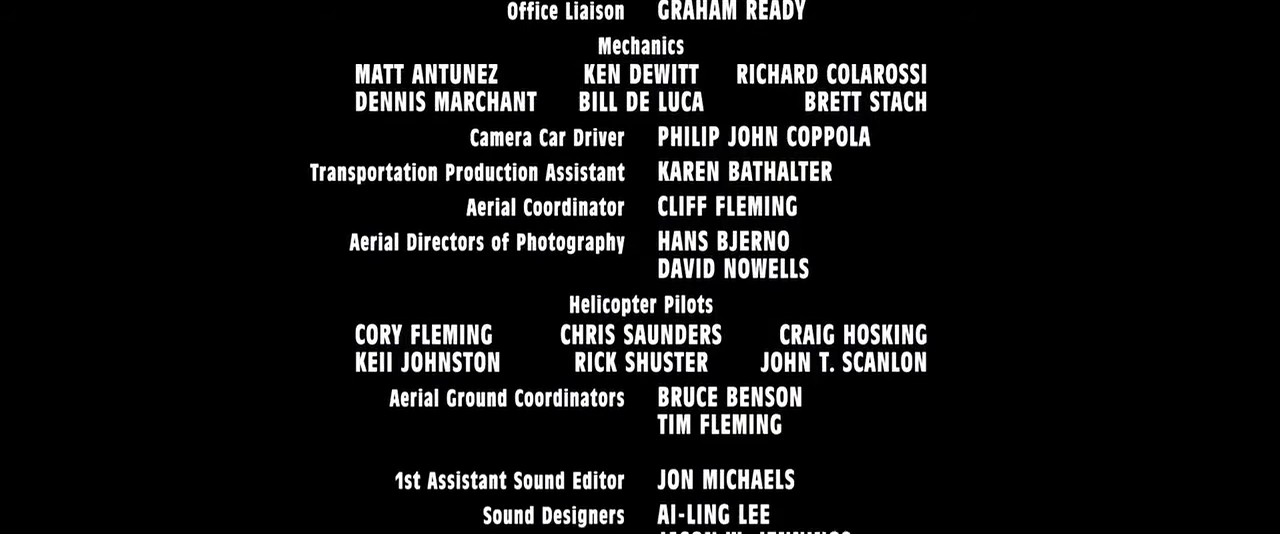 Office Liaison GRAHAM READY
Mechanics
MATT ANTUNEZ KEN DEWITT RICHARD COLAROSSI
DENNIS MARCHANT BILL DE LUCA BRETT STACH
Camera Car Driver PHILIP JOHN COPPOLA
Transportation Production Assistant KAREN BATHALTER
Aerial Coordinator CLIFF FLEMING
Aerial Directors of Photography HANS BJERNO
DAVID NOWELLS
Helicopter Pilots
CORY FLEMING CHRIS SAUNDERS CRAIG HOSKING
KEII JOHNSTON RICK SHUSTER JOHN T. SCANLON
Aerial Ground Coordinators BRUCE BENSON
TIM FLEMING
1st Assistant Sound Editor JON MICHAELS
Sound Designers AI-LING LEE